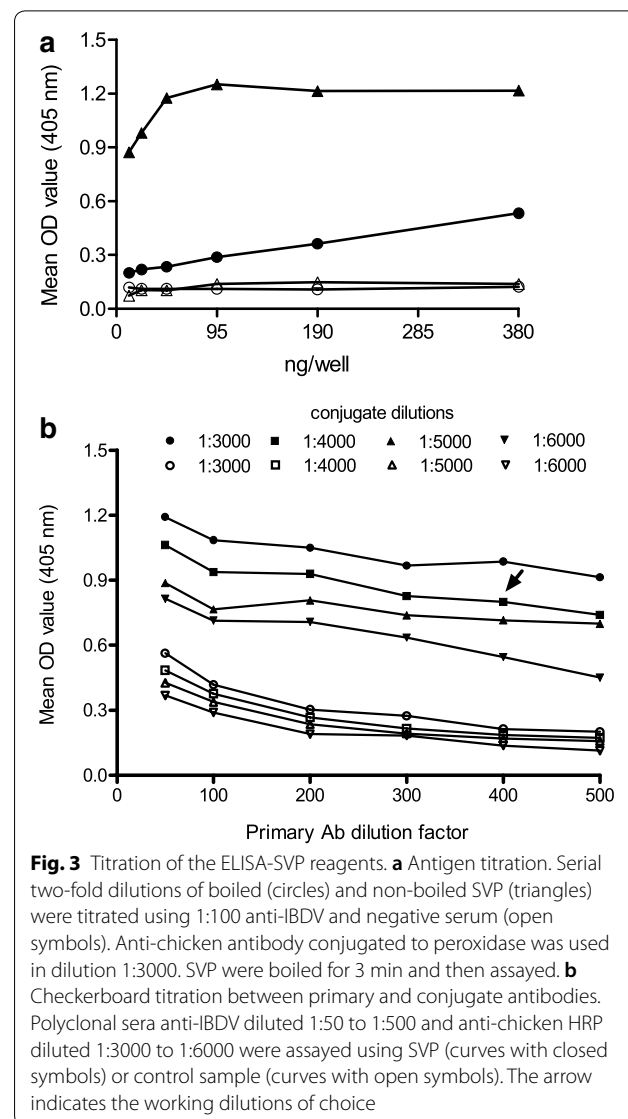 a
1.5
1.2
0.9
0.6
0.3
0.0
Mean OD value (405 nm)
0 95 190 285 380
ng/well
b
conjugate dilutions
1:3000 1:4000 1:5000 1:6000
1:3000 1:4000 1:5000 1:6000
1.5
1.2
0.9
0.6
0.3
0.0
Mean OD value (405 nm)
0 100 200 300 400 500
Primary Ab dilution factor
Fig. 3 Titration of the ELISA-SVP reagents. a Antigen titration. Serial
two-fold dilutions of boiled (circles) and non-boiled SVP (triangles)
were titrated using 1:100 anti-IBDV and negative serum (open
symbols). Anti-chicken antibody conjugated to peroxidase was used
in dilution 1:3000. SVP were boiled for 3 min and then assayed. b
Checkerboard titration between primary and conjugate antibodies.
Polyclonal sera anti-IBDV diluted 1:50 to 1:500 and anti-chicken HRP
diluted 1:3000 to 1:6000 were assayed using SVP (curves with closed
symbols) or control sample (curves with open symbols). The arrow
indicates the working dilutions of choice